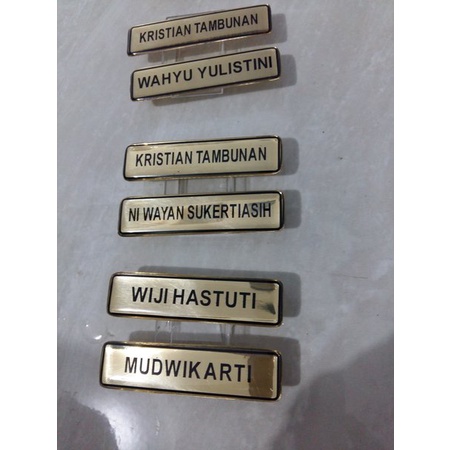 KRISTIAN TAMBUNAN
WAHYU YULISTINI
KRISTIAN TAMBUNAN
NI WAYAN SUKERTIASIH
WIJI HASTUTI
MUDWIKARTI